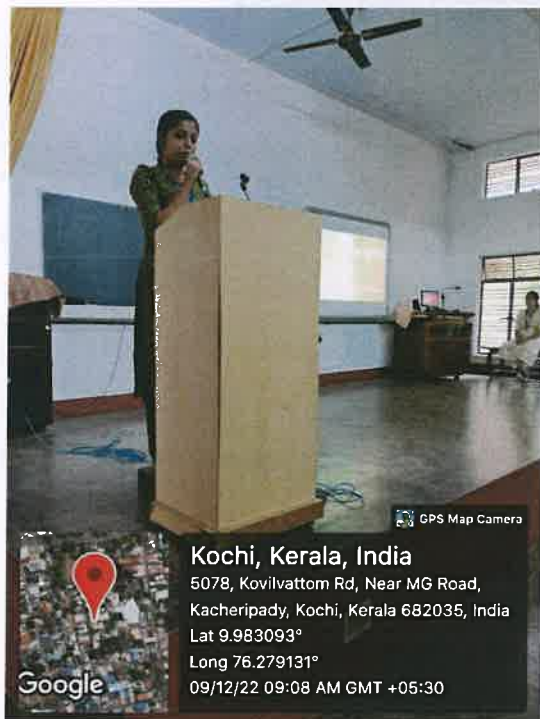 GPS Map Camera
Kochi, Kerala, India
5078, Kovilvattom Rd, Near MG Road,
Kacheripady, Kochi, Kerala 682035, India
Lat 9.983093°
Long 76.279131°
09/12/22 09:08 AM GMT +05:30
Google